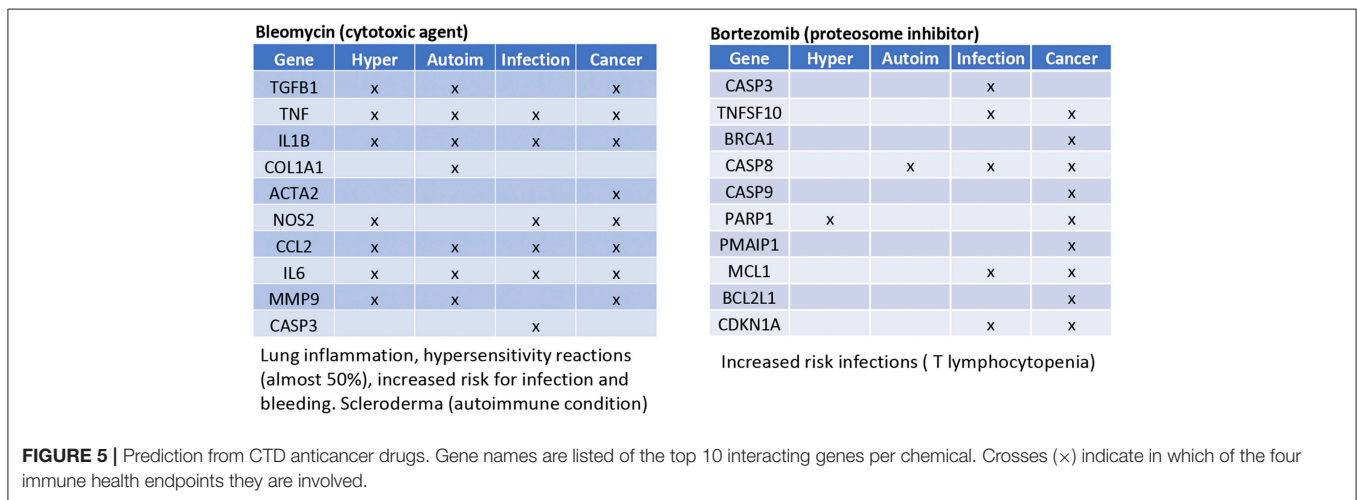 Bleomycin (cytotoxic agent)
Gene Hyper Autoim Infection Cancer
TGFB1 x x x
TNF x x x x
IL1B x x x x
COL1A1 x
ACTA2 x
NOS2 x x x
CCL2 x x x x
IL6 x x x x
MMP9 x x x
CASP3 x
Lung inflammation, hypersensitivity reactions
(almost 50%), increased risk for infection and
bleeding. Scleroderma (autoimmune condition)
Bortezomib (proteosome inhibitor)
Gene Hyper Autoim Infection Cancer
CASP3 x
TNFSF10 x x
BRCA1 x
CASP8 x x x
CASP9 x
PARP1 x x
PMAIP1 x
MCL1 x x
BCL2L1 x
CDKN1A x x
Increased risk infections ( T lymphocytopenia)
FIGURE 5 | Prediction from CTD anticancer drugs. Gene names are listed of the top 10 interacting genes per chemical. Crosses (×) indicate in which of the four
immune health endpoints they are involved.